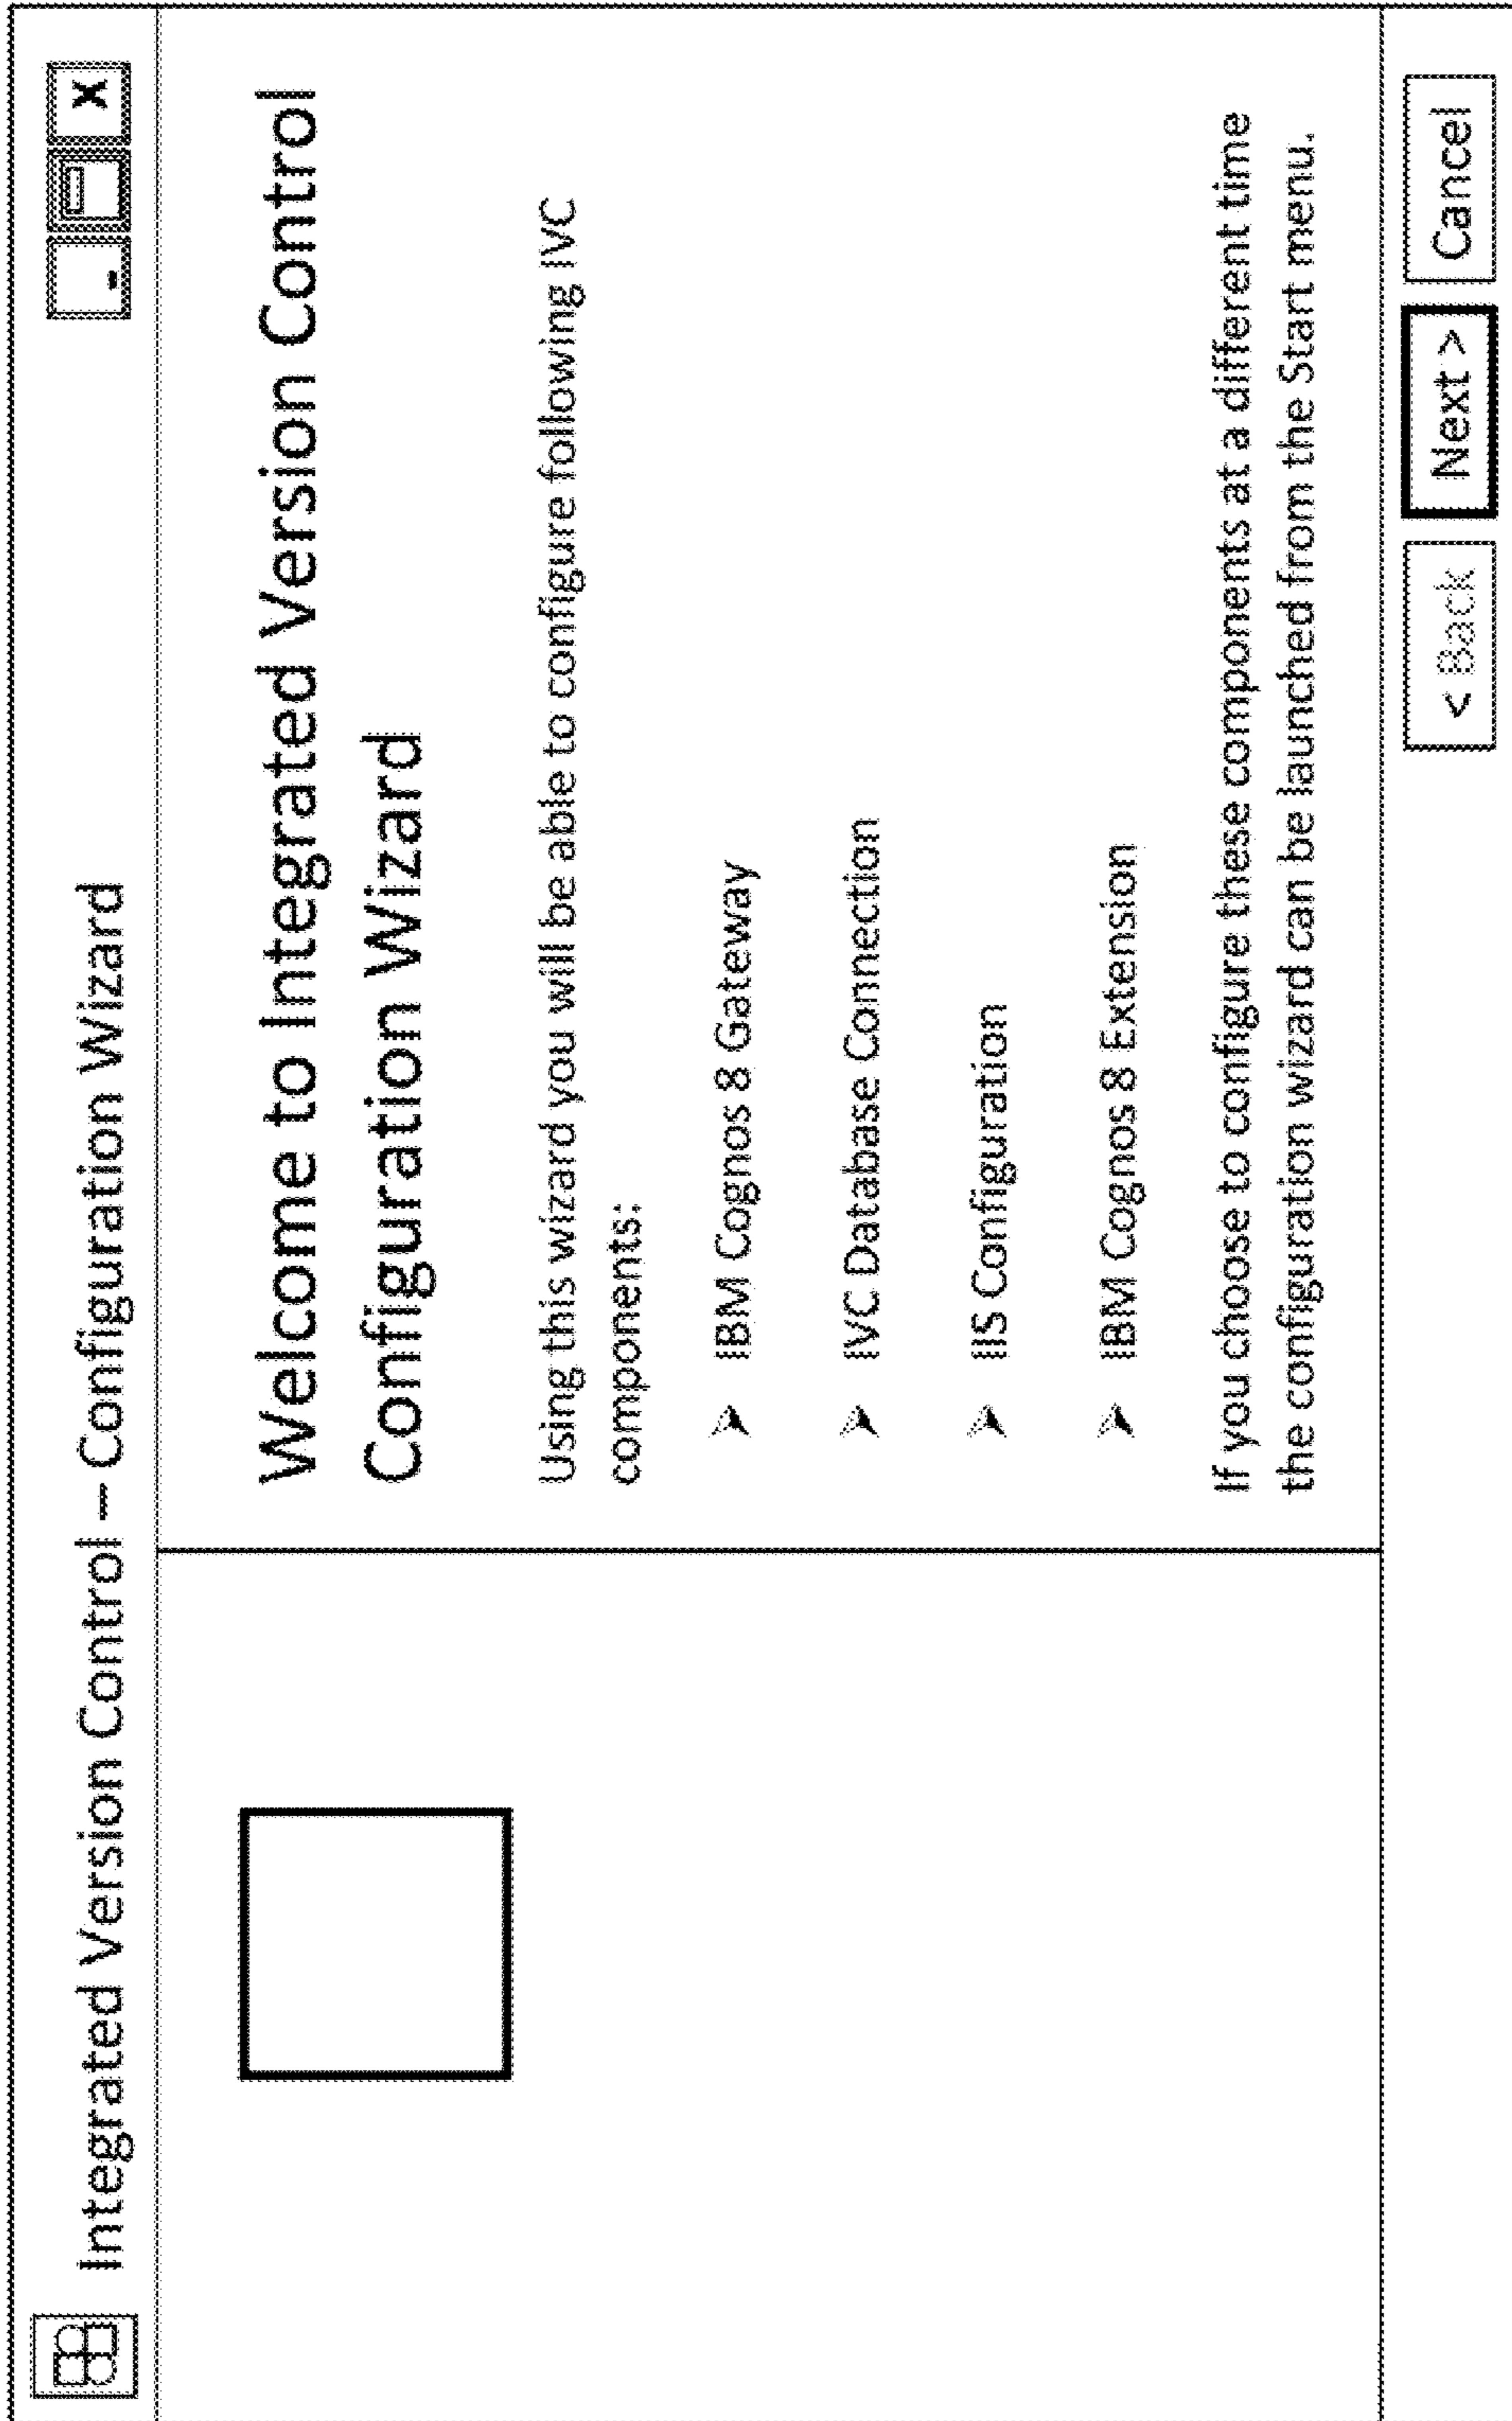 Integrated Version Control – Configuration Wizard
- X
Welcome to Integrated Version Control
Configuration Wizard
Using this wizard you will be able to configure following IVC
components:
➢ IBM Cognos 8 Gateway
➢ IVC Database Connection
➢ IIS Configuration
➢ IBM Cognos 8 Extension
If you choose to configure these components at a different time
the configuration wizard can be launched from the Start menu.
< Back Next > Cancel